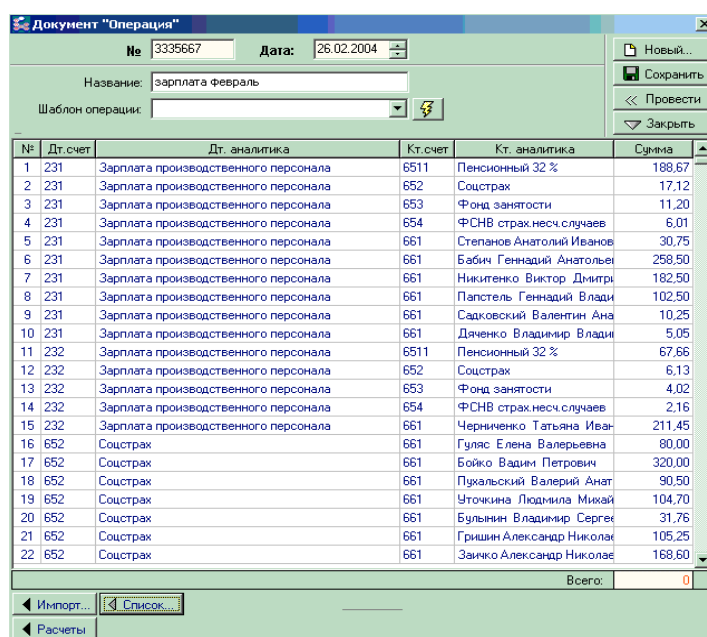 Документ "Операция"
№ 3335667 Дата: 26.02.2004
Новый...
Название: зарплата февраль
Сохранить
Шаблон операции:
Провести
Закрыть
№ Дт.счет Дт. аналитика Кт.счет Кт. аналитика Сумма
1 231 Зарплата производственного персонала 6511 Пенсионный 32 % 188,67
2 231 Зарплата производственного персонала 652 Соцстрах 17,12
3 231 Зарплата производственного персонала 653 Фонд занятости 11,20
4 231 Зарплата производственного персонала 654 ФСНВ страх.несч.случаев 6,01
5 231 Зарплата производственного персонала 661 Степанов Анатолий Иванов 30,75
6 231 Зарплата производственного персонала 661 Бабич Геннадий Анатолье 258,50
7 231 Зарплата производственного персонала 661 Никитенко Виктор Дмитри 182,50
8 231 Зарплата производственного персонала 661 Папстель Геннадий Влади 102,50
9 231 Зарплата производственного персонала 661 Садковский Валентин Ана 10,25
10 231 Зарплата производственного персонала 661 Дяченко Владимир Влади 5,05
11 232 Зарплата производственного персонала 6511 Пенсионный 32 % 67,66
12 232 Зарплата производственного персонала 652 Соцстрах 6,13
13 232 Зарплата производственного персонала 653 Фонд занятости 4,02
14 232 Зарплата производственного персонала 654 ФСНВ страх.несч.случаев 2,16
15 232 Зарплата производственного персонала 661 Черниченко Татьяна Иван 211,45
16 652 Соцстрах 661 Гуляс Елена Валерьевна 80,00
17 652 Соцстрах 661 Бойко Вадим Петрович 320,00
18 652 Соцстрах 661 Пухальский Валерий Анат 90,50
19 652 Соцстрах 661 Уточкина Людмила Михай 104,70
20 652 Соцстрах 661 Булынин Владимир Серге 31,76
21 652 Соцстрах 661 Гришин Александр Никола 105,25
22 652 Соцстрах 661 Заичко Александр Николае 168,60
Всего: 0
Импорт... Список...
Расчеты